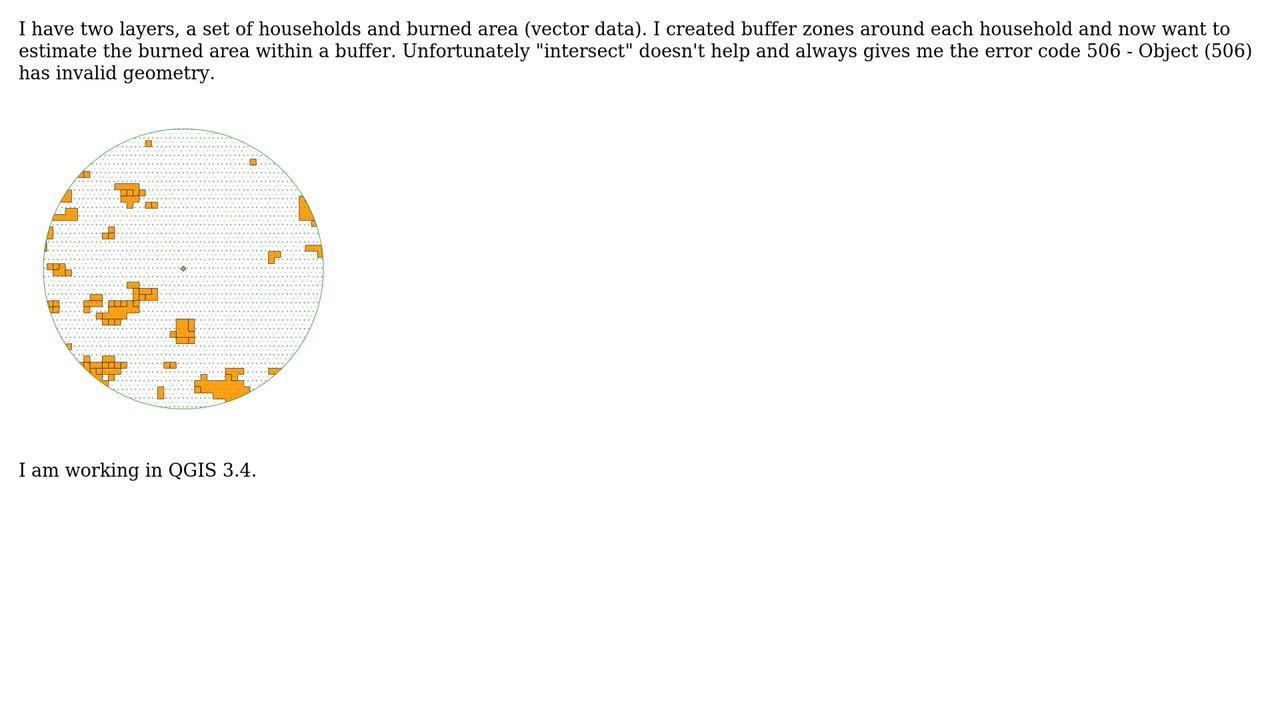 I have two layers, a set of households and burned area (vector data). I created buffer zones around each household and now want to
estimate the burned area within a buffer. Unfortunately "intersect" doesn't help and always gives me the error code 506 - Object (506)
has invalid geometry.
I am working in QGIS 3.4.